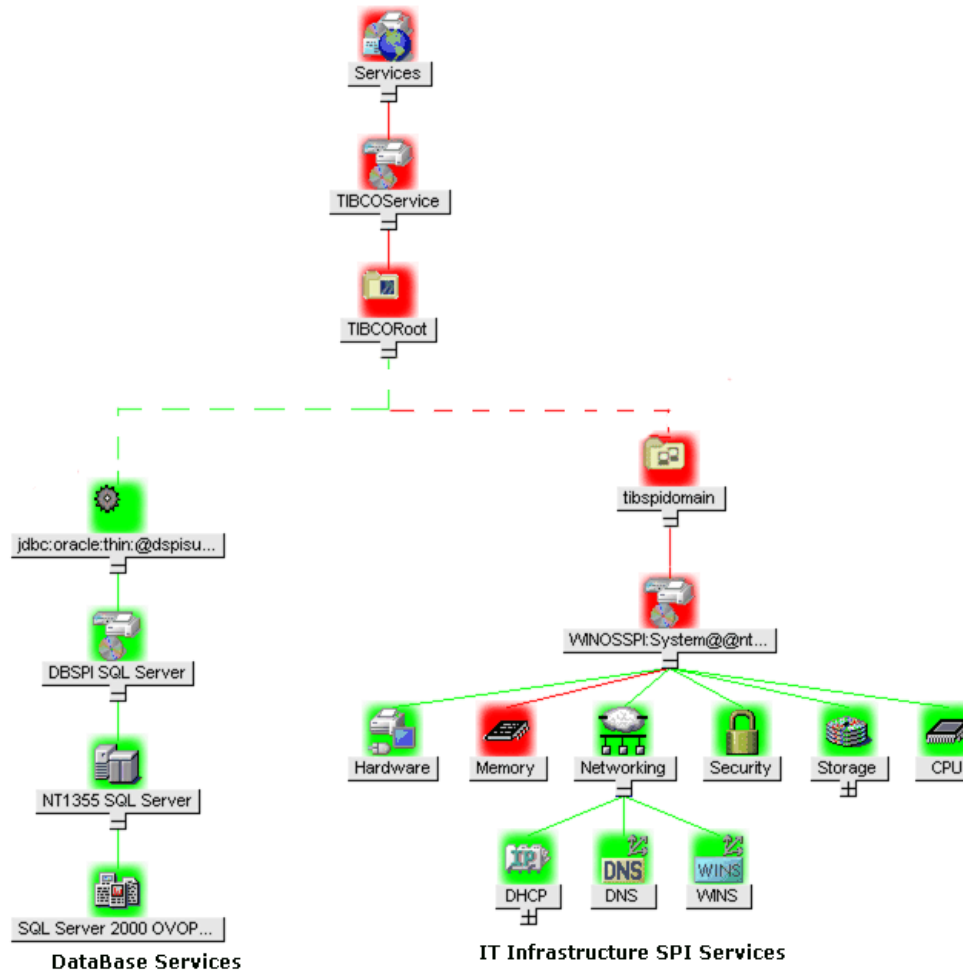 Services
TIBCOService
TIBCORoot
jdbc:oracle:thin:@dspisu...
tibspidomain
DBSPI SQL Server
WINOSSPI:System@@nt...
NT1355 SQL Server
Hardware
Memory
Networking
Security
Storage
CPU
IP
DNS
WINS
DHCP
DNS
WINS
SQL Server 2000 OVOP...
DataBase Services
IT Infrastructure SPI Services